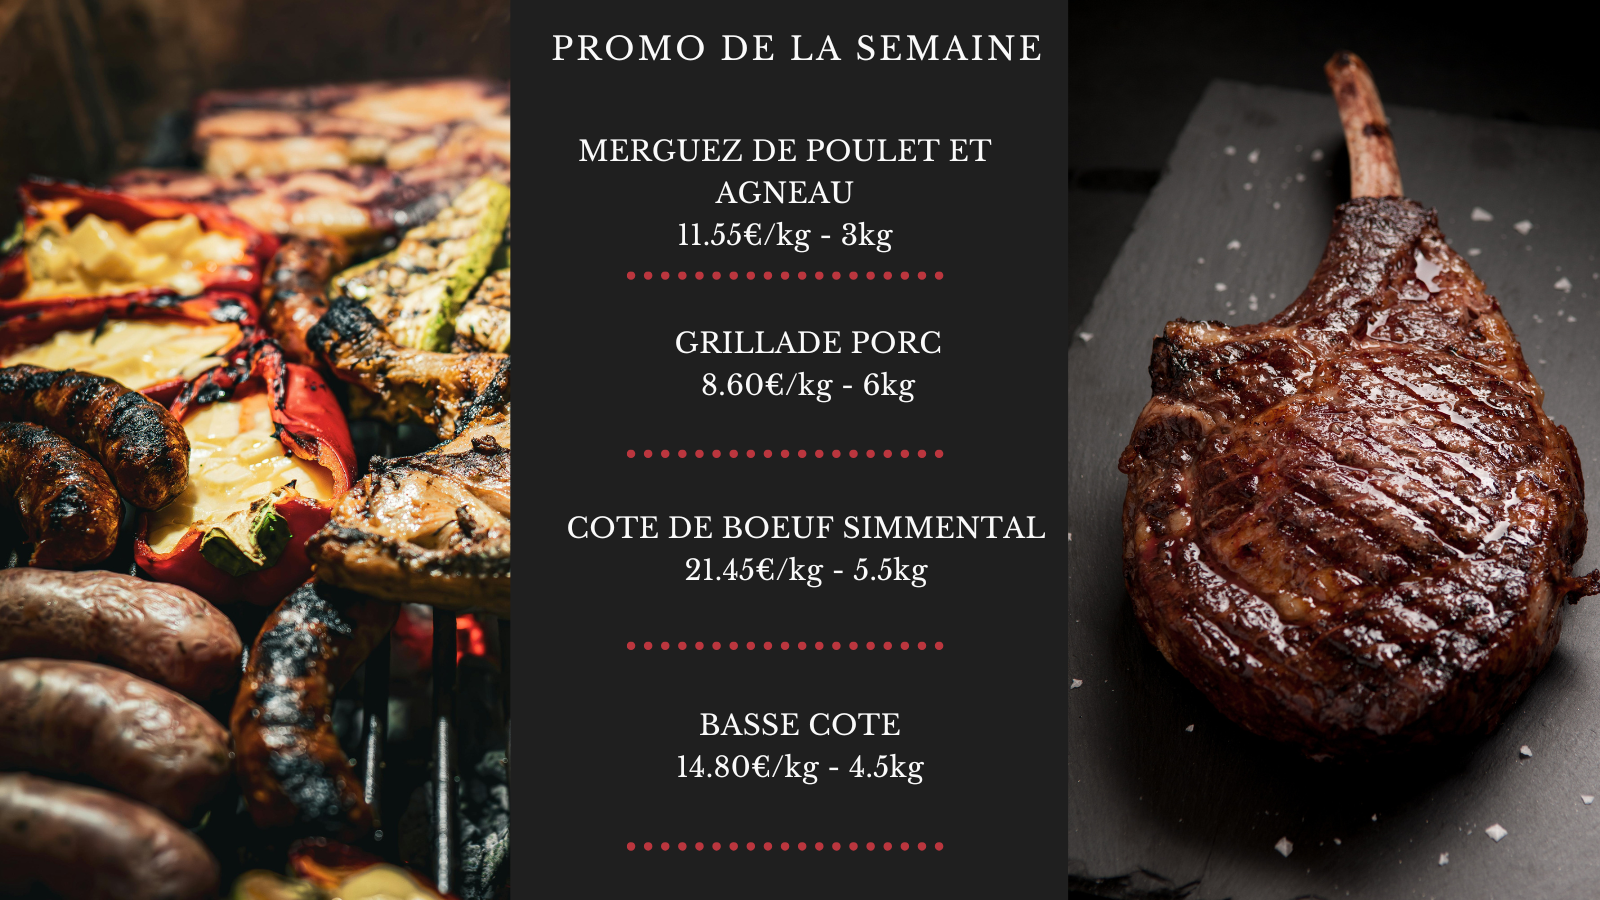 PROMO DE LA SEMAINE
MERGUEZ DE POULET ET
AGNEAU
11.55€/kg - 3kg
GRILLADE PORC
8.60€/kg - 6kg
COTE DE BOEUF SIMMENTAL
21.45€/kg - 5.5kg
BASSE COTE
14.80€/kg - 4.5kg